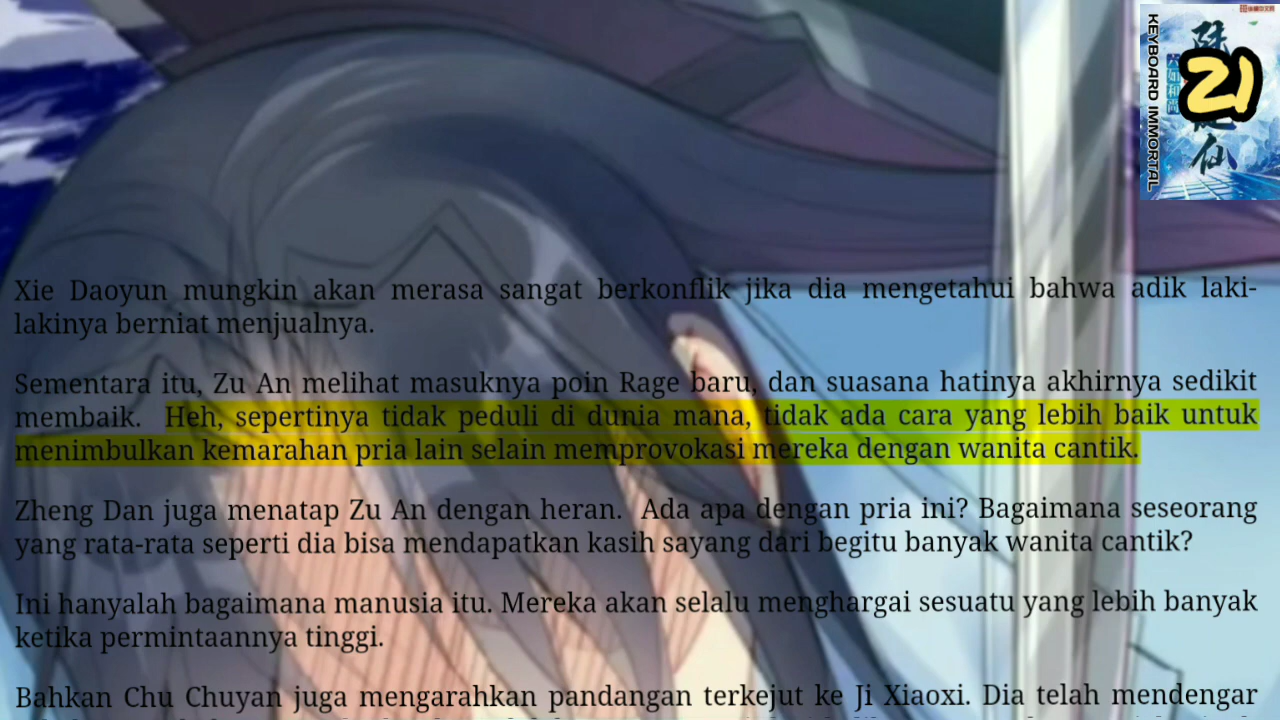 KEYBOARD IMMORTAL
21
仙
Xie Daoyun mungkin akan merasa sangat berkonflik jika dia mengetahui bahwa adik laki-
lakinya berniat menjualnya.
Sementara itu, Zu An melihat masuknya poin Rage baru, dan suasana hatinya akhirnya sedikit
membaik. Heh, sepertinya tidak peduli di dunia mana, tidak ada cara yang lebih baik untuk
menimbulkan kemarahan pria lain selain memprovokasi mereka dengan wanita cantik.
Zheng Dan juga menatap Zu An dengan heran. Ada apa dengan pria ini? Bagaimana seseorang
yang rata-rata seperti dia bisa mendapatkan kasih sayang dari begitu banyak wanita cantik?
Ini hanyalah bagaimana manusia itu. Mereka akan selalu menghargai sesuatu yang lebih banyak
ketika permintaannya tinggi.
Bahkan Chu Chuyan juga mengarahkan pandangan terkejut ke Ji Xiaoxi. Dia telah mendengar